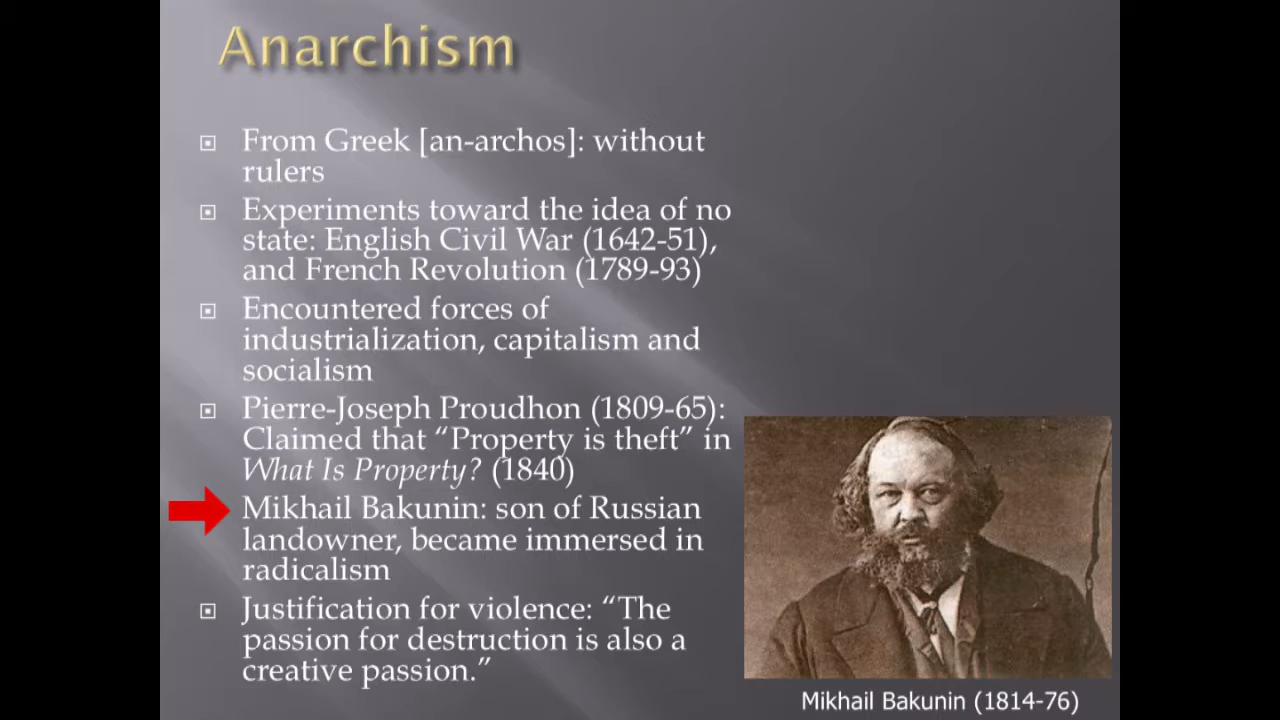 Anarchism
From Greek [an-archos]: without
rulers
Experiments toward the idea of no
state: English Civil War (1642-51),
and French Revolution (1789-93)
Encountered forces of
industrialization, capitalism and
socialism
Pierre-Joseph Proudhon (1809-65):
Claimed that “Property is theft” in
What Is Property? (1840)
Mikhail Bakunin: son of Russian
landowner, became immersed in
radicalism
Justification for violence: “The
passion for destruction is also a
creative passion.”
Mikhail Bakunin (1814-76)